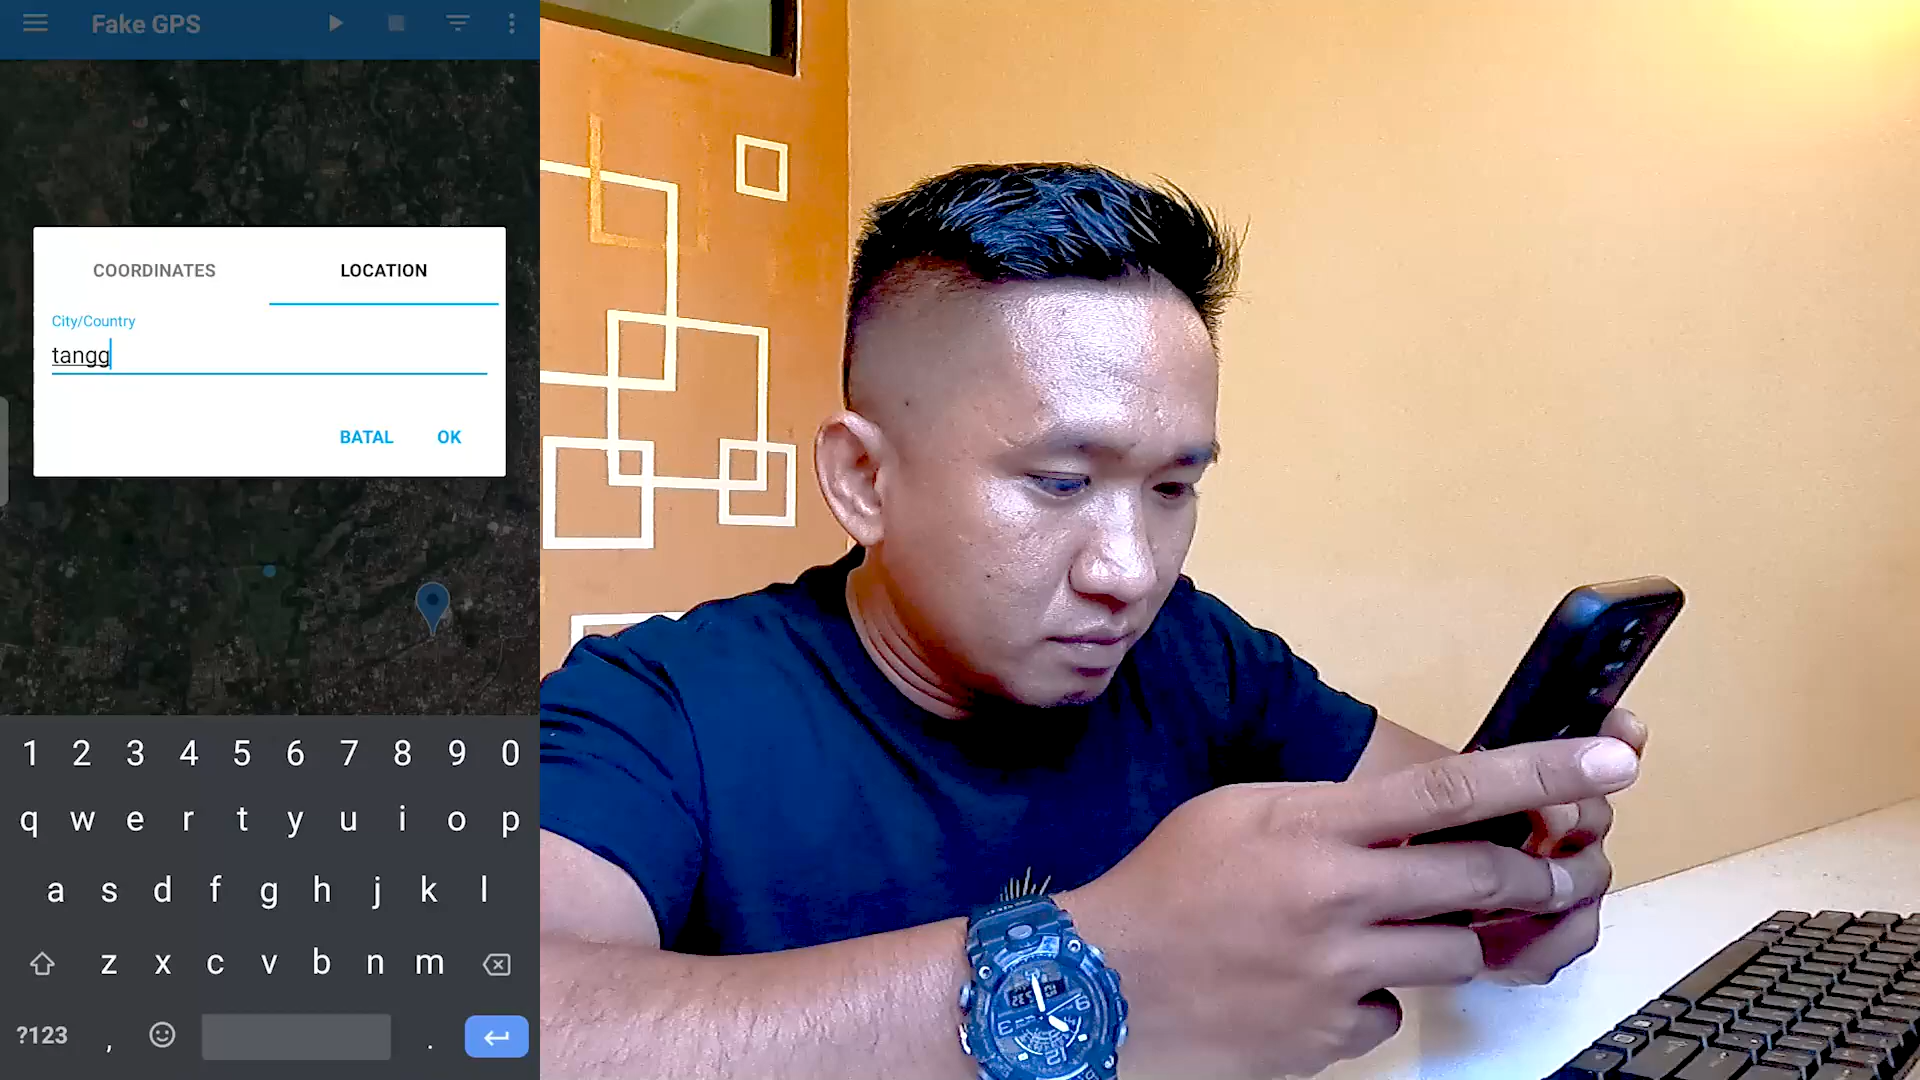 Fake GPS
COORDINATES LOCATION
City/Country
tangg
BATAL OK
1 2 3 4 5 6 7 8 9 0
q w e r t y u i o p
a s d f g h j k l
z x c v b n m
?123 , .